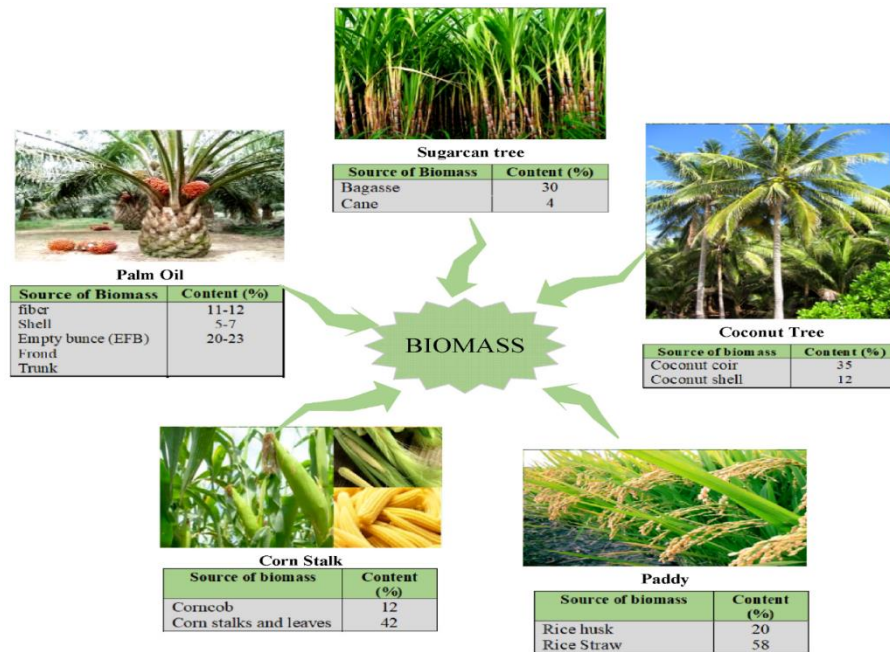 Sugarcan tree
Source of Biomass Content (%)
Bagasse 30
Cane 4
Palm Oil
Source of Biomass Content (%)
fiber 11-12
Shell 5-7
Empty bunce (EFB) 20-23
Frond
Trunk
BIOMASS
Coconut Tree
Source of biomass Content (%)
Coconut coir 35
Coconut shell 12
Corn Stalk
Source of biomass Content
(%)
Corncob 12
Corn stalks and leaves 42
Paddy
Source of biomass Content
(%)
Rice husk 20
Rice Straw 58